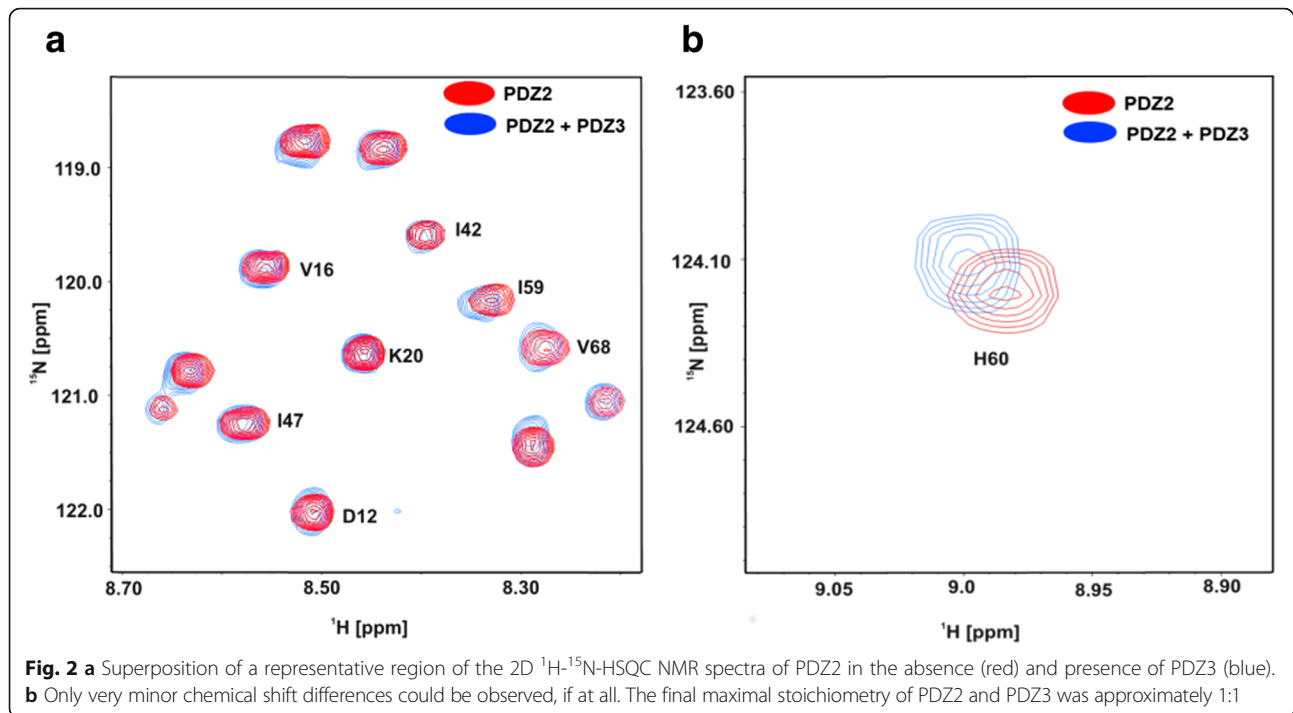 a
PDZ2
PDZ2 + PDZ3
119.0
120.0
121.0
122.0
¹⁵N [ppm]
I42
V16
I59
K20
V68
I47
D12
8.70
8.50
8.30
¹H [ppm]
b
PDZ2
PDZ2 + PDZ3
123.60
124.10
124.60
¹⁵N [ppm]
H60
9.05
9.0
8.95
8.90
¹H [ppm]
Fig. 2 a Superposition of a representative region of the 2D ¹H-¹⁵N-HSQC NMR spectra of PDZ2 in the absence (red) and presence of PDZ3 (blue).
b Only very minor chemical shift differences could be observed, if at all. The final maximal stoichiometry of PDZ2 and PDZ3 was approximately 1:1